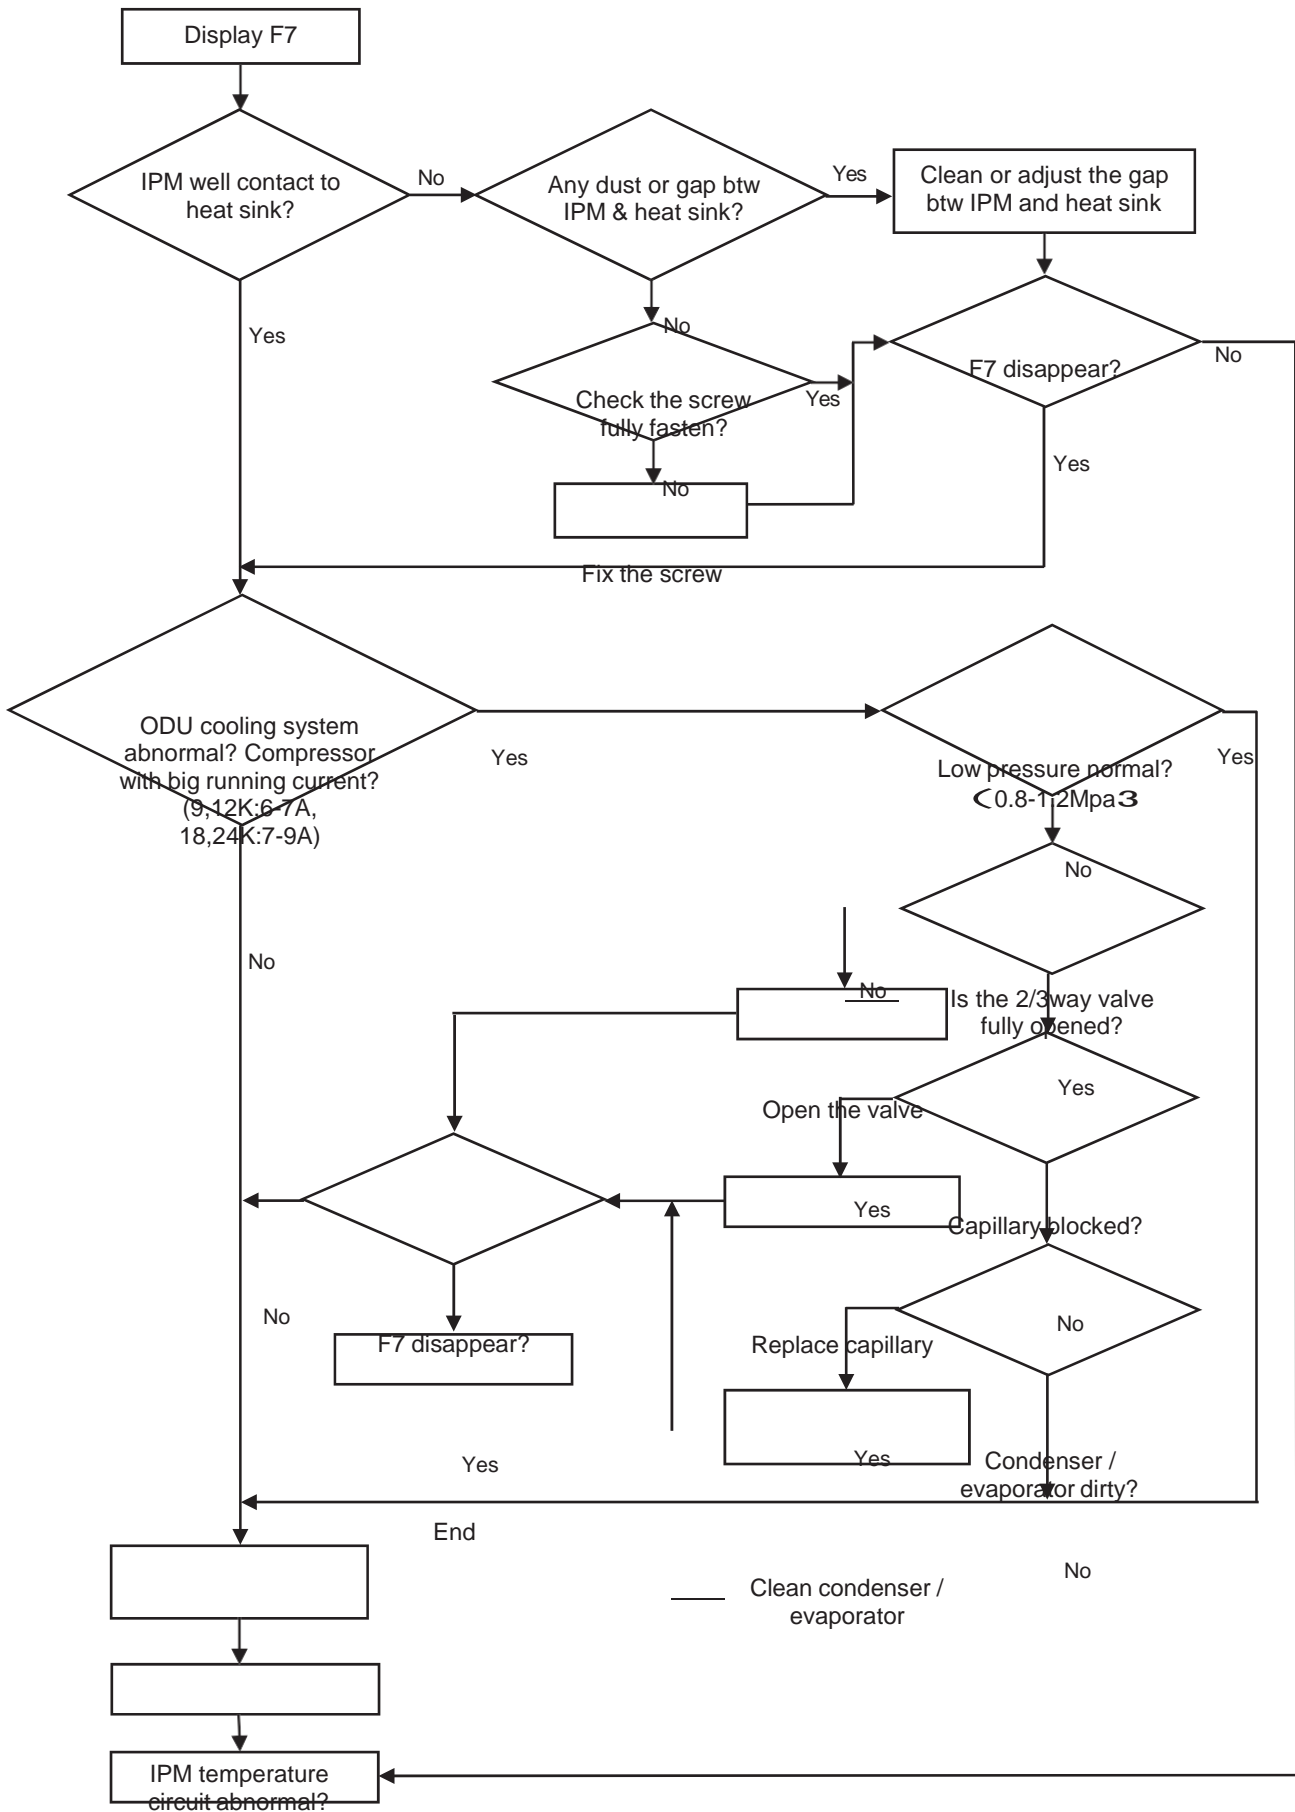 Display F7
IPM well contact to
heat sink?
No
Any dust or gap btw
IPM & heat sink?
Yes
Clean or adjust the gap
btw IPM and heat sink
Yes
No
F7 disappear?
No
Check the screw
fully fasten?
Yes
Yes
No
Fix the screw
ODU cooling system
abnormal? Compressor
with big running current?
(9,12K:6-7A,
18,24K:7-9A)
Yes
Low pressure normal?
(0.8-1.2Mpa3
Yes
No
No
No
Is the 2/3way valve
fully opened?
Open the valve
Yes
Yes
Capillary blocked?
No
F7 disappear?
Replace capillary
No
Yes
Yes
Condenser /
evaporator dirty?
End
No
Clean condenser /
evaporator
IPM temperature
circuit abnormal?